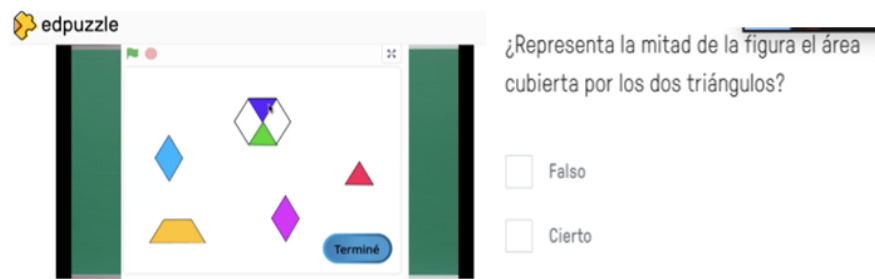 edpuzzle
Terminé
¿Representa la mitad de la figura el área
cubierta por los dos triángulos?
Falso
Cierto